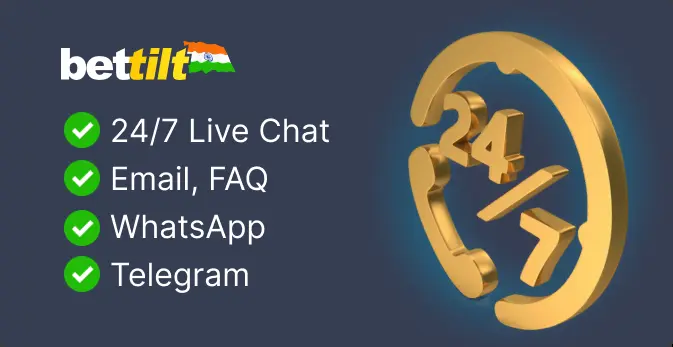 bettilt
24/7 Live Chat
Email, FAQ
WhatsApp
Telegram
24/7